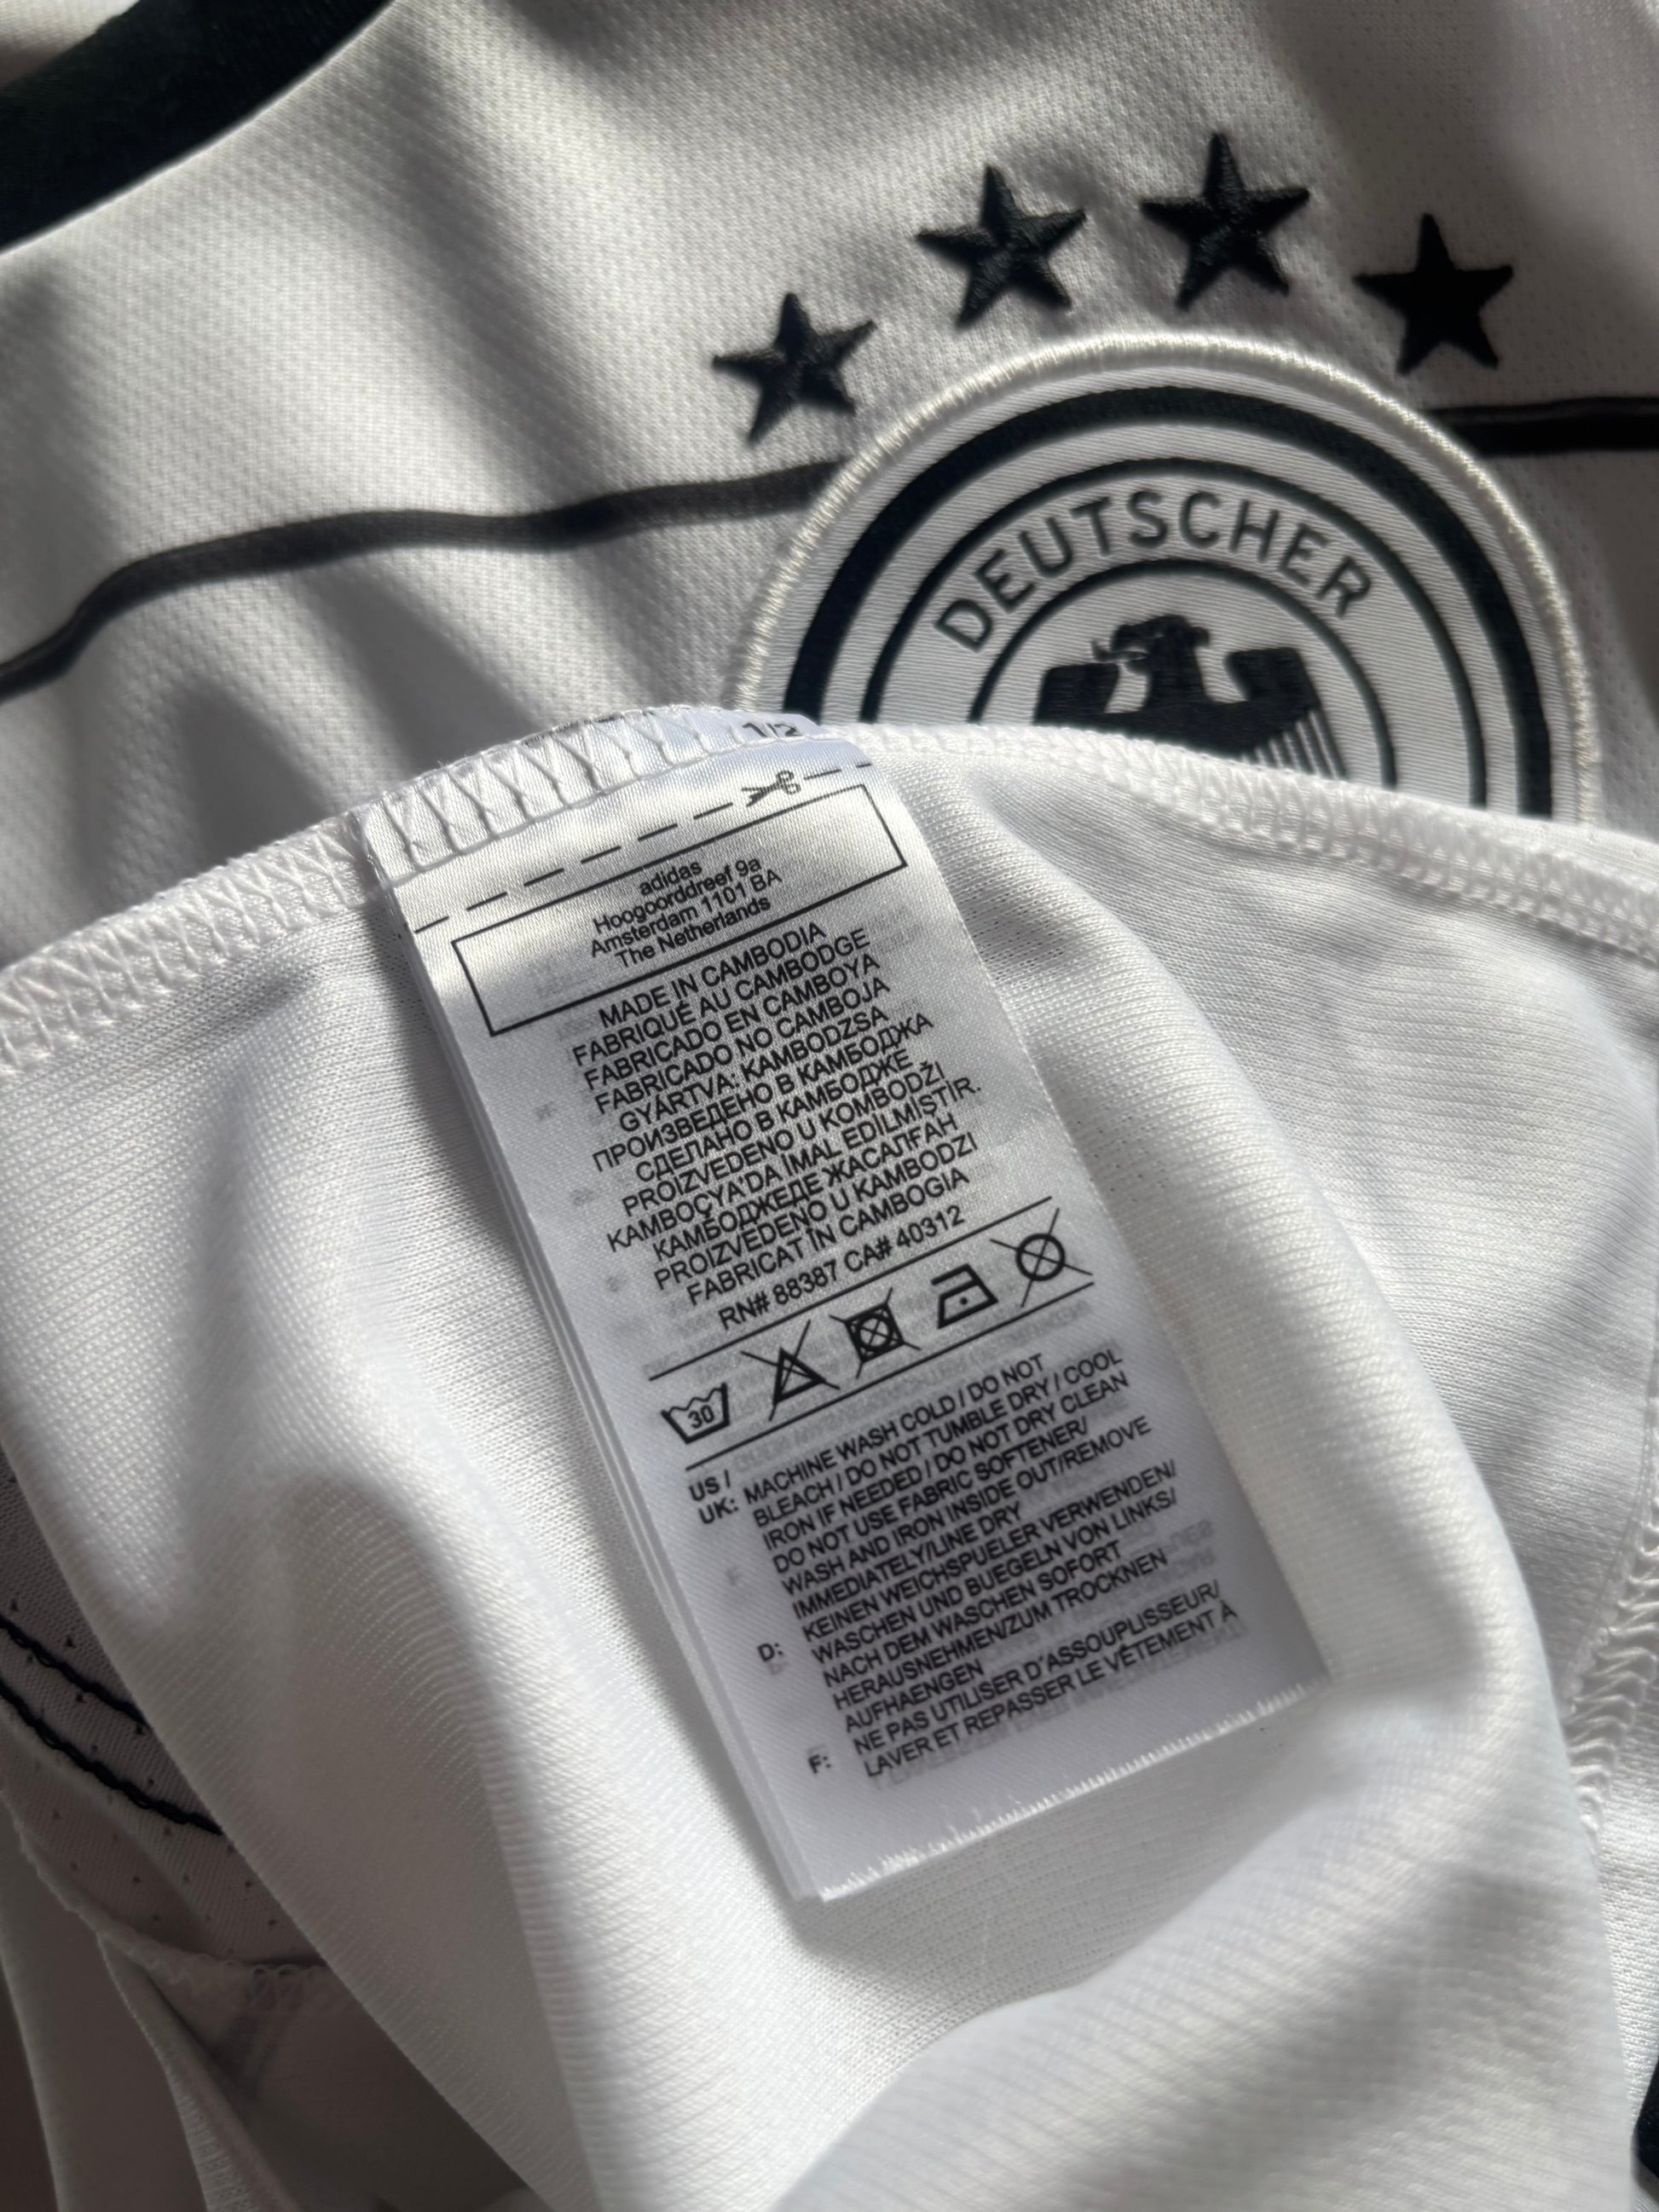 DEUTSCHER
1/2
adidas
Hoogoorddreef 9a
Amsterdam 1101 BA
The Netherlands
MADE IN CAMBODIA
FABRIQUÉ AU CAMBODGE
FABRICADO EN CAMBOYA
FABRICADO NO CAMBOJA
GYÁRTVA: KAMBODZSA
ПРОИЗВЕДЕНО В КАМБОДЖА
СДЕЛАНО В КАМБОДЖЕ
PROIZVEDENO U KOMBODŽI
KAMBOÇYA'DA İMAL EDİLMİŞTİR.
КАМБОДЖЕДЕ ЖАСАЛҒАН
PROIZVEDENO U KAMBODZI
FABRICAT ÎN CAMBOGIA
RN# 88387 CA# 40312
30
US / UK: MACHINE WASH COLD / DO NOT
BLEACH / DO NOT TUMBLE DRY / COOL
IRON IF NEEDED / DO NOT DRY CLEAN
DO NOT USE FABRIC SOFTENER/
WASH AND IRON INSIDE OUT/REMOVE
IMMEDIATELY/LINE DRY
D: KEINEN WEICHSPUELER VERWENDEN/
WASCHEN UND BUEGELN VON LINKS/
NACH DEM WASCHEN SOFORT
HERAUSNEHMEN/ZUM TROCKNEN
AUFHAENGEN
F: NE PAS UTILISER D'ASSOUPLISSEUR/
LAVER ET REPASSER LE VÊTEMENT À